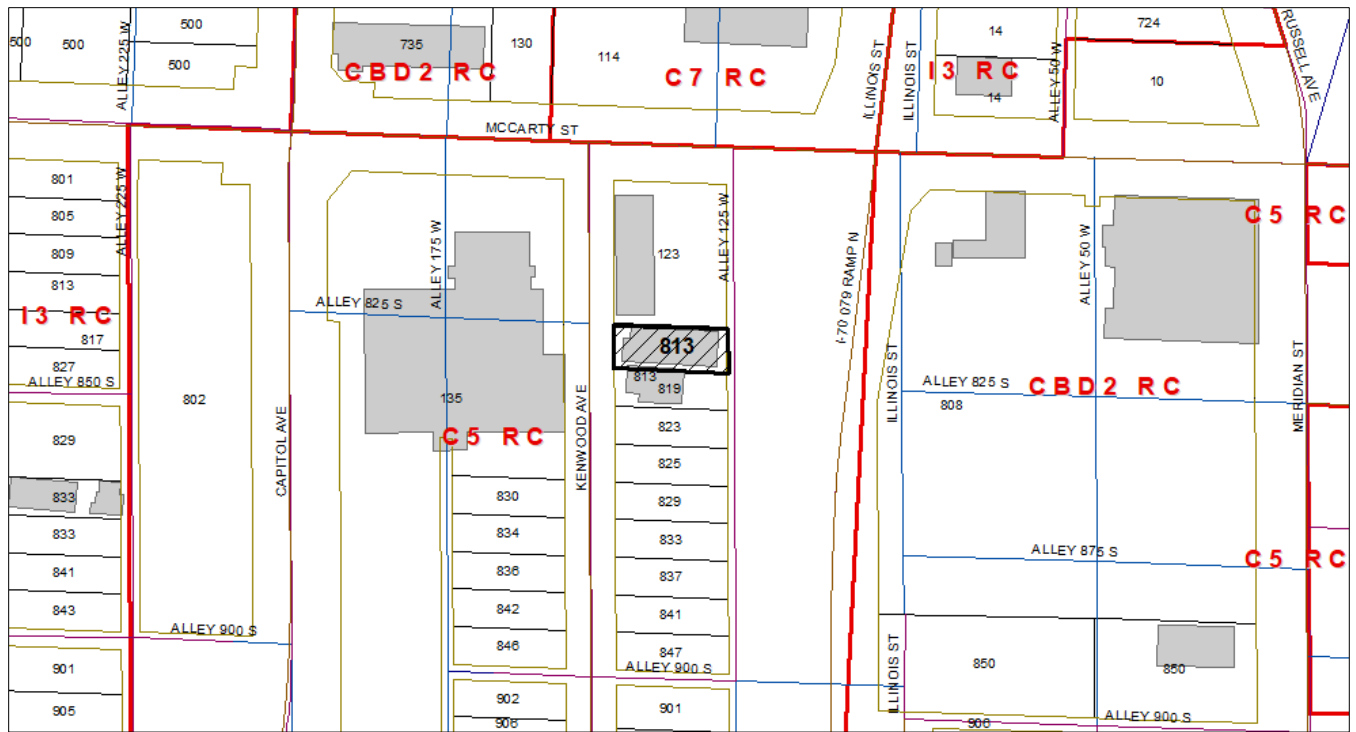 500
500
500
500
ALLEY 225 W
735
130
114
CBD2 RC
C7 RC
ILLINOIS ST
ILLINOIS ST
14
I3 RC
14
ALLEY 50 W
724
10
RUSSELL AVE
MCCARTY ST
801
805
809
813
I3 RC
817
827
ALLEY 850 S
829
833
833
841
843
ALLEY 900 S
901
905
ALLEY 225 W
802
CAPITOL AVE
ALLEY 825 S
ALLEY 175 W
135
C5 RC
830
834
836
842
846
902
906
KENWOOD AVE
123
ALLEY 125 W
813
813
819
823
825
829
833
837
841
847
ALLEY 900 S
901
I-70 079 RAMP N
ILLINOIS ST
ALLEY 50 W
C5 RC
ALLEY 825 S
CBD2 RC
808
MERIDIAN ST
ALLEY 875 S
C5 RC
ILLINOIS ST
850
850
ALLEY 900 S
900